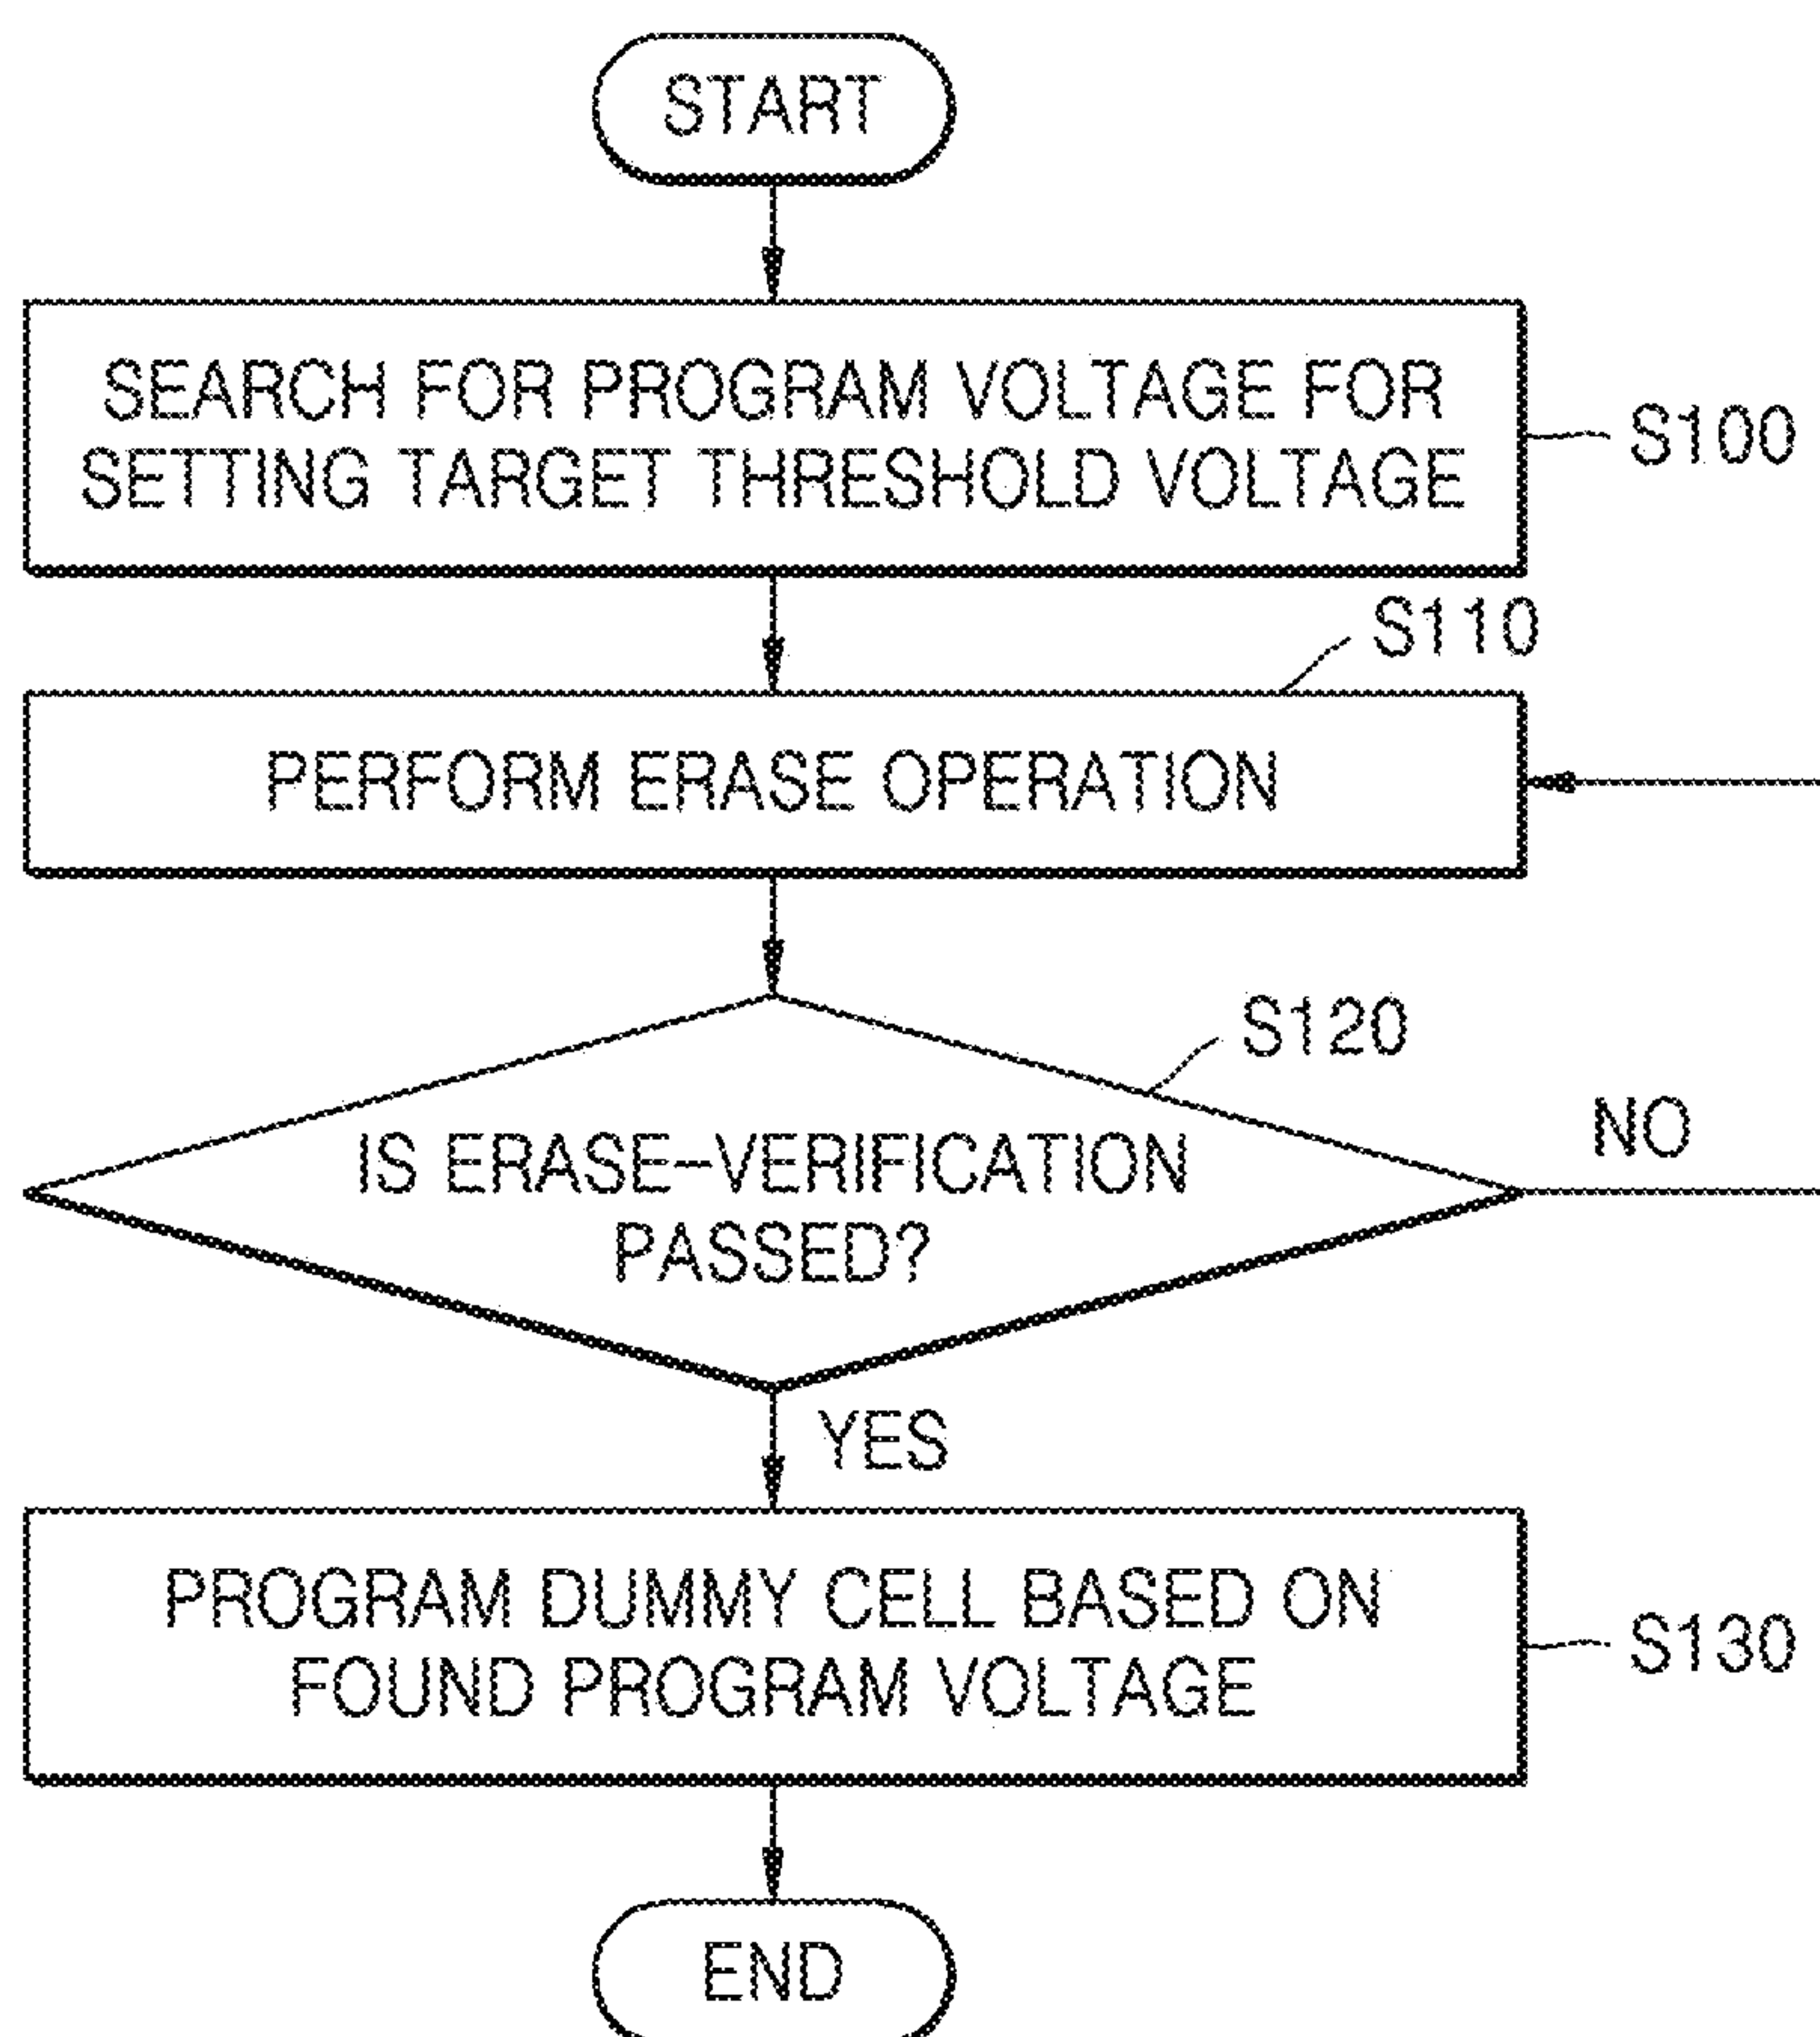 START
SEARCH FOR PROGRAM VOLTAGE FOR
SETTING TARGET THRESHOLD VOLTAGE
S100
S110
PERFORM ERASE OPERATION
S120
NO
IS ERASE-VERIFICATION
PASSED?
YES
PROGRAM DUMMY CELL BASED ON
FOUND PROGRAM VOLTAGE
S130
END